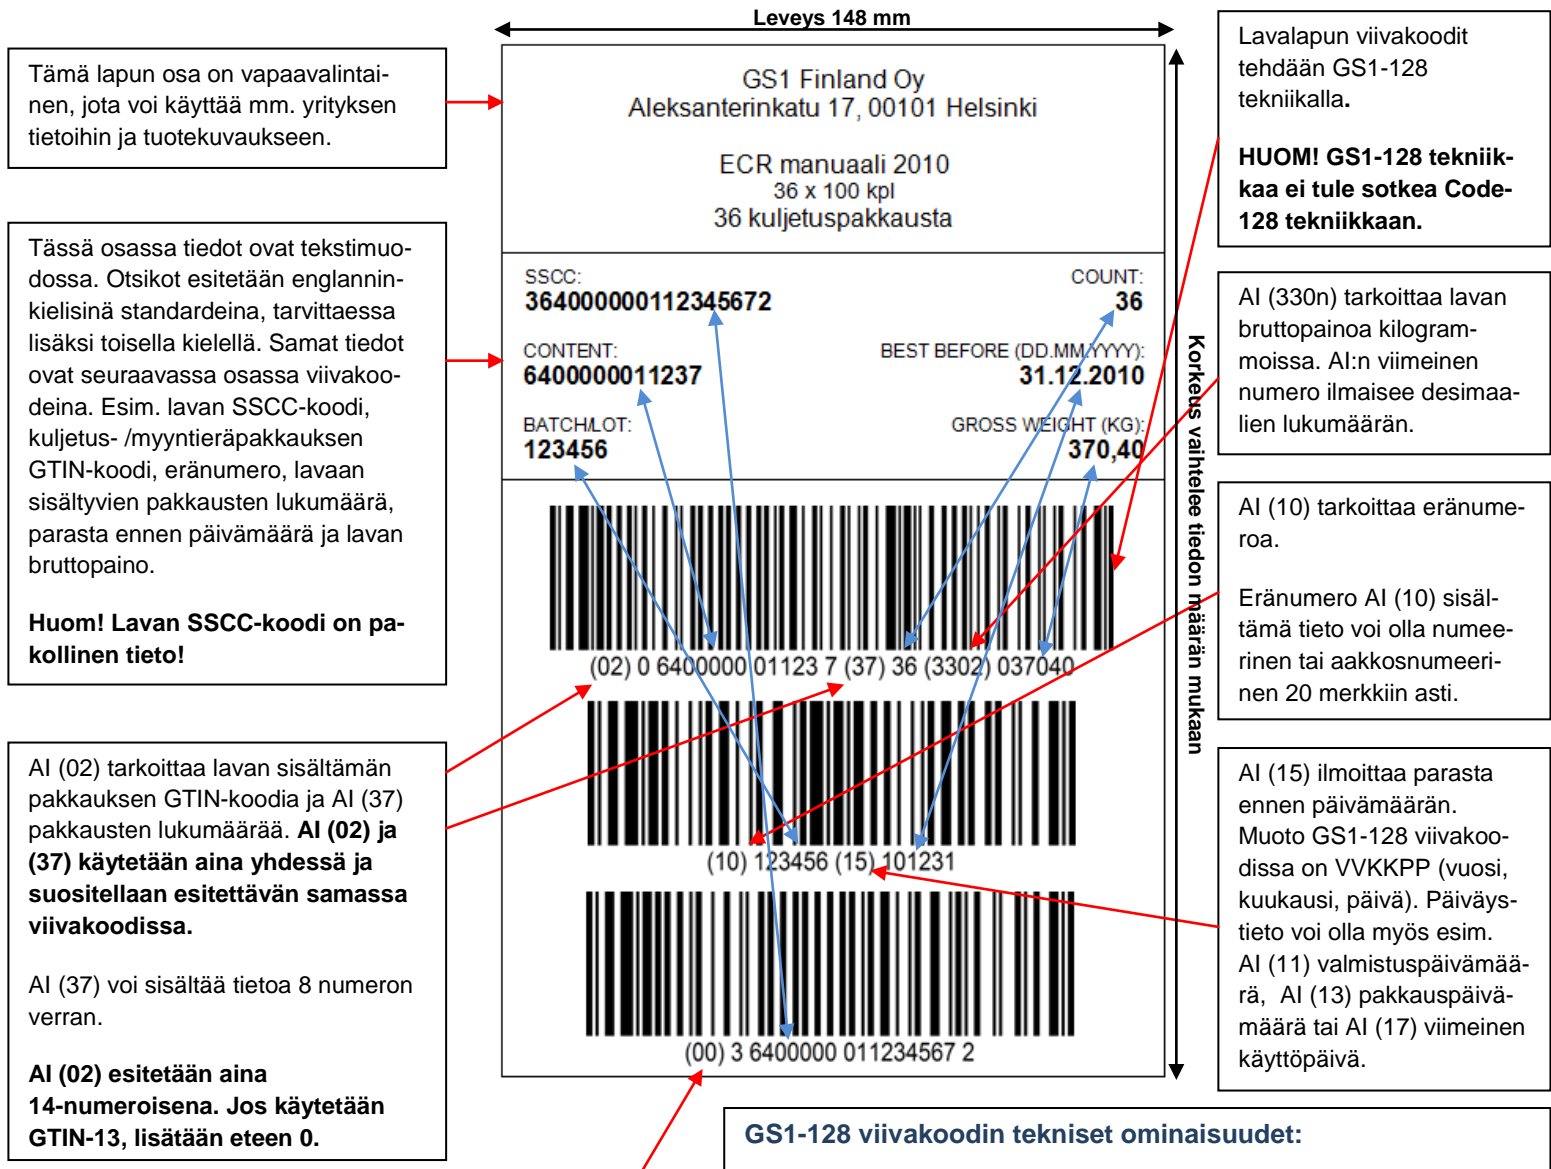 Leveys 148 mm
Tämä lapun osa on vapaavalintai-
nen, jota voi käyttää mm. yrityksen
tietoihin ja tuotekuvaukseen.
Tässä osassa tiedot ovat tekstimuo-
dossa. Otsikot esitetään englannin-
kielisinä standardeina, tarvittaessa
lisäksi toisella kielellä. Samat tiedot
ovat seuraavassa osassa viivakoo-
deina. Esim. lavan SSCC-koodi,
kuljetus- /myyntieräpakkauksen
GTIN-koodi, eränumero, lavaan
sisältyvien pakkausten lukumäärä,
parasta ennen päivämäärä ja lavan
bruttopaino.
Huom! Lavan SSCC-koodi on pa-
kollinen tieto!
AI (02) tarkoittaa lavan sisältämän
pakkauksen GTIN-koodia ja AI (37)
pakkausten lukumäärää. AI (02) ja
(37) käytetään aina yhdessä ja
suositellaan esitettävän samassa
viivakoodissa.
AI (37) voi sisältää tietoa 8 numeron
verran.
AI (02) esitetään aina
14-numeroisena. Jos käytetään
GTIN-13, lisätään eteen 0.
GS1 Finland Oy
Aleksanterinkatu 17, 00101 Helsinki
ECR manuaali 2010
36 x 100 kpl
36 kuljetuspakkausta
SSCC:
364000000112345672
COUNT:
36
CONTENT:
6400000011237
BEST BEFORE (DD.MM.YYYY):
31.12.2010
BATCH/LOT:
123456
GROSS WEIGHT (KG):
370,40
(02) 0 6400000 01123 7 (37) 36 (3302) 037040
(10) 123456 (15) 101231
(00) 3 6400000 011234567 2
Korkeus vaihtelee tiedon määrän mukaan
Lavalapun viivakoodit
tehdään GS1-128
tekniikalla.
HUOM! GS1-128 tekniik-
kaa ei tule sotkea Code-
128 tekniikkaan.
AI (330n) tarkoittaa lavan
bruttopainoa kilogram-
moissa. AI:n viimeinen
numero ilmaisee desimaa-
lien lukumäärän.
AI (10) tarkoittaa eränume-
roa.
Eränumero AI (10) sisäl-
tämä tieto voi olla numee-
rinen tai aakkosnumeeri-
nen 20 merkkiin asti.
AI (15) ilmoittaa parasta
ennen päivämäärän.
Muoto GS1-128 viivakoo-
dissa on VVKKPP (vuosi,
kuukausi, päivä). Päiväys-
tieto voi olla myös esim.
AI (11) valmistuspäivämää-
rä, AI (13) pakkauspäivä-
määrä tai AI (17) viimeinen
käyttöpäivä.
GS1-128 viivakoodin tekniset ominaisuudet: